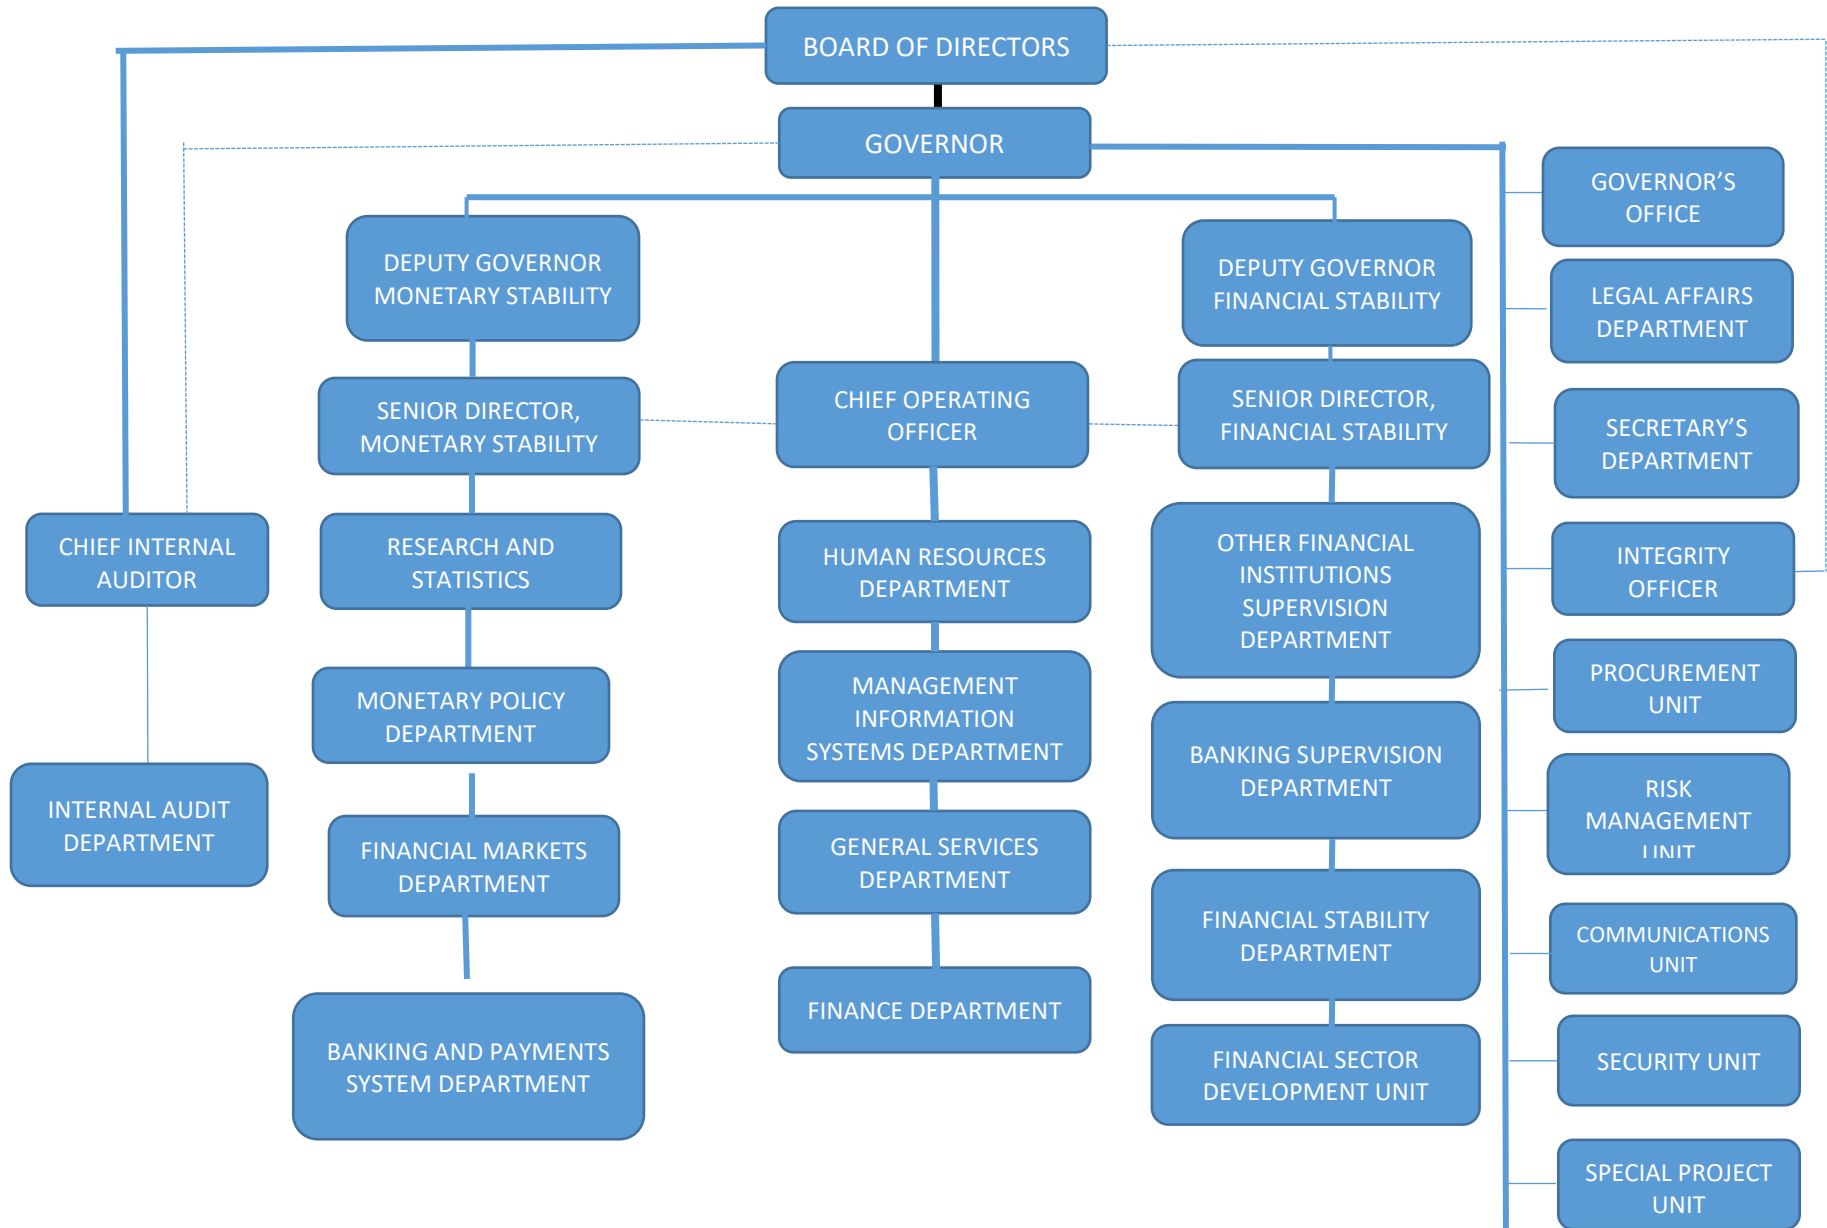 BOARD OF DIRECTORS
GOVERNOR
DEPUTY GOVERNOR
MONETARY STABILITY
SENIOR DIRECTOR,
MONETARY STABILITY
RESEARCH AND
STATISTICS
MONETARY POLICY
DEPARTMENT
FINANCIAL MARKETS
DEPARTMENT
BANKING AND PAYMENTS
SYSTEM DEPARTMENT
CHIEF INTERNAL
AUDITOR
INTERNAL AUDIT
DEPARTMENT
CHIEF OPERATING
OFFICER
HUMAN RESOURCES
DEPARTMENT
MANAGEMENT
INFORMATION
SYSTEMS DEPARTMENT
GENERAL SERVICES
DEPARTMENT
FINANCE DEPARTMENT
DEPUTY GOVERNOR
FINANCIAL STABILITY
SENIOR DIRECTOR,
FINANCIAL STABILITY
OTHER FINANCIAL
INSTITUTIONS
SUPERVISION
DEPARTMENT
BANKING SUPERVISION
DEPARTMENT
FINANCIAL STABILITY
DEPARTMENT
FINANCIAL SECTOR
DEVELOPMENT UNIT
GOVERNOR’S
OFFICE
LEGAL AFFAIRS
DEPARTMENT
SECRETARY’S
DEPARTMENT
INTEGRITY
OFFICER
PROCUREMENT
UNIT
RISK
MANAGEMENT
UNIT
COMMUNICATIONS
UNIT
SECURITY UNIT
SPECIAL PROJECT
UNIT